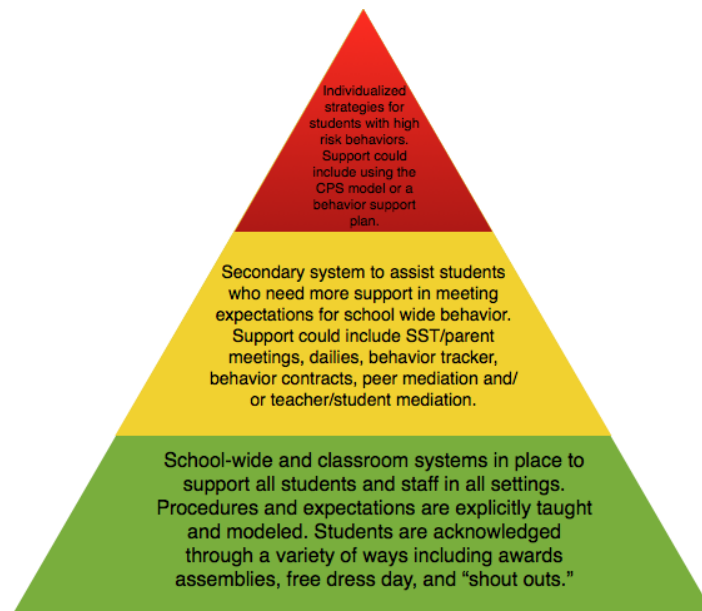 Individualized
strategies for
students with high
risk behaviors.
Support could
include using the
CPS model or a
behavior support
plan.
Secondary system to assist students
who need more support in meeting
expectations for school wide behavior.
Support could include SST/parent
meetings, dailies, behavior tracker,
behavior contracts, peer mediation and/
or teacher/student mediation.
School-wide and classroom systems in place to
support all students and staff in all settings.
Procedures and expectations are explicitly taught
and modeled. Students are acknowledged
through a variety of ways including awards
assemblies, free dress day, and “shout outs.”